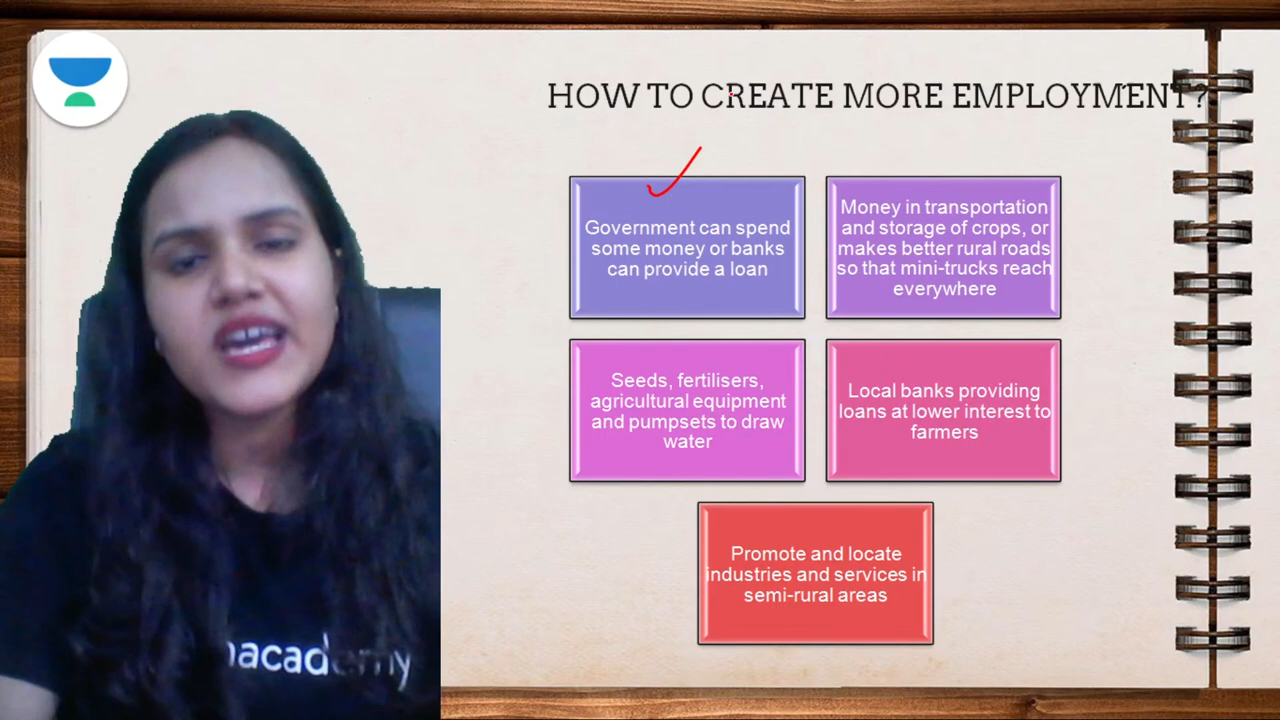 HOW TO CREATE MORE EMPLOYMENT?
Government can spend
some money or banks
can provide a loan
Money in transportation
and storage of crops, or
makes better rural roads
so that mini-trucks reach
everywhere
Seeds, fertilisers,
agricultural equipment
and pumpsets to draw
water
Local banks providing
loans at lower interest to
farmers
Promote and locate
industries and services in
semi-rural areas
nacademy